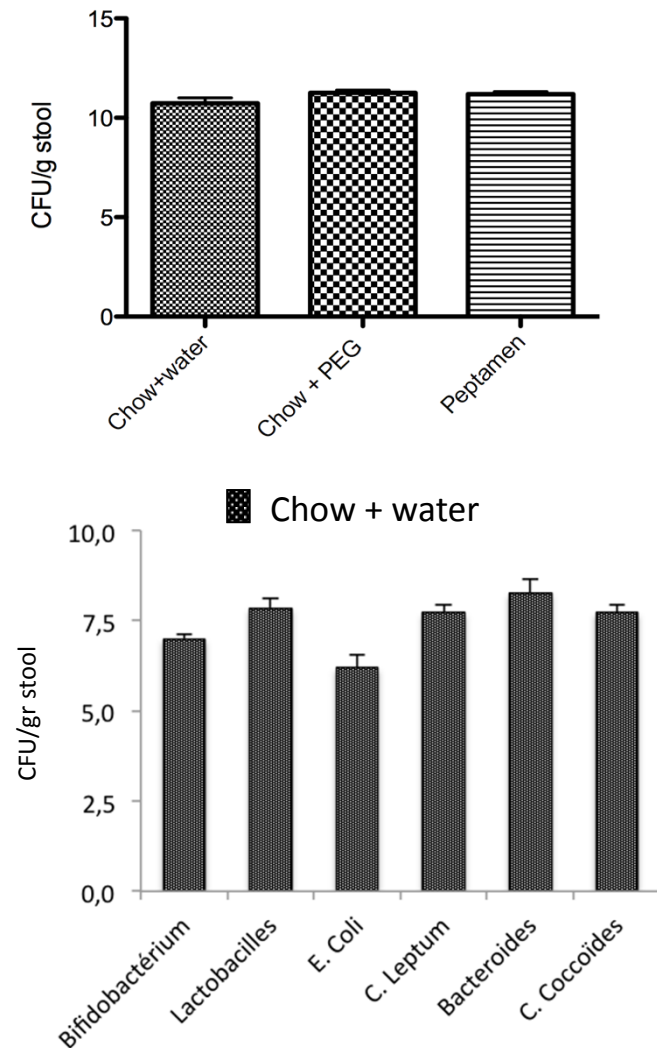 15
10
5
0
CFU/g stool
Chow+water
Chow + PEG
Peptamen
Chow + water
10,0
7,5
5,0
2,5
0,0
CFU/gr stool
Bifidobactérium
Lactobacilles
E. Coli
C. Leptum
Bacteroides
C. Coccoïdes